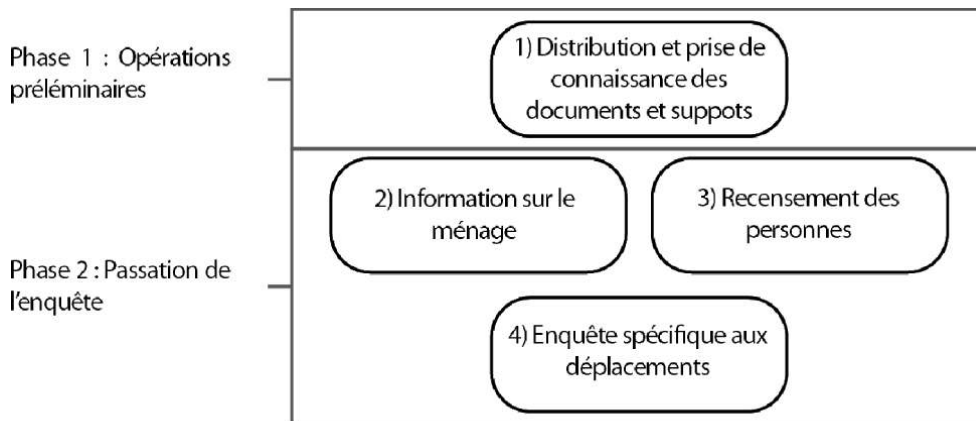 Phase 1 : Opérations
préléminaires
1) Distribution et prise de
connaissance des
documents et suppots
2) Information sur le
ménage
3) Recensement des
personnes
Phase 2 : Passation de
l'enquête
4) Enquête spécifique aux
déplacements